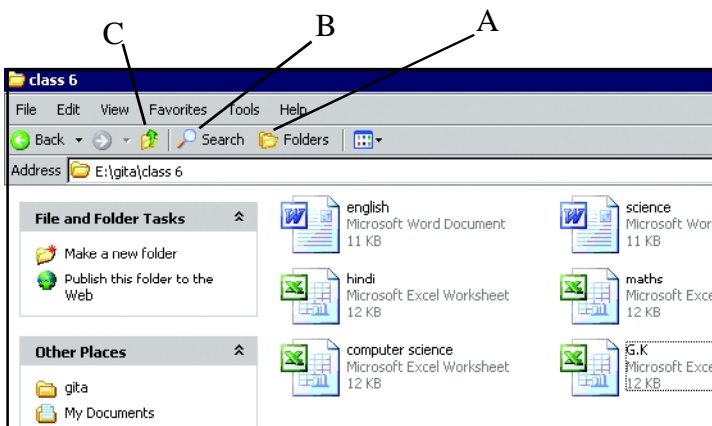 C B A
class 6
File Edit View Favorites Tools Help
Back Search Folders
Address E:\gita\class 6
File and Folder Tasks
Make a new folder
Publish this folder to the
Web
Other Places
gita
My Documents
english
Microsoft Word Document
11 KB
science
Microsoft Wor
11 KB
hindi
Microsoft Excel Worksheet
12 KB
maths
Microsoft Exce
12 KB
computer science
Microsoft Excel Worksheet
12 KB
G.K
Microsoft Exce
12 KB